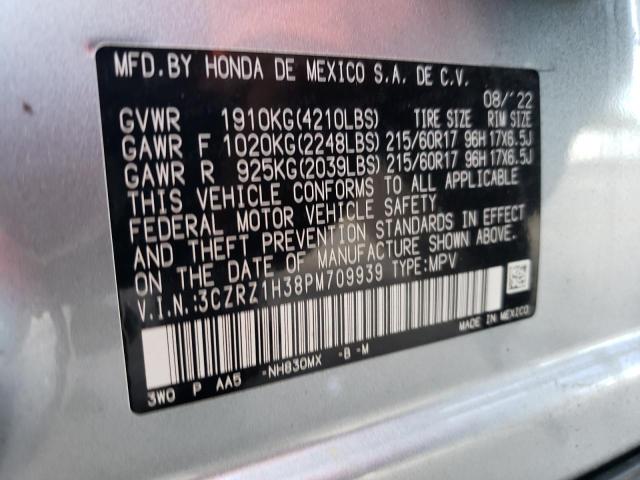 MFD.BY HONDA DE MEXICO S.A. DE C.V.
08/'22
GVWR 1910KG(4210LBS) TIRE SIZE RIM SIZE
GAWR F 1020KG(2248LBS) 215/60R17 96H 17X6.5J
GAWR R 925KG(2039LBS) 215/60R17 96H 17X6.5J
THIS VEHICLE CONFORMS TO ALL APPLICABLE
FEDERAL MOTOR VEHICLE SAFETY
AND THEFT PREVENTION STANDARDS IN EFFECT
ON THE DATE OF MANUFACTURE SHOWN ABOVE.
V.I.N.:3CZRZ1H38PM709939 TYPE:MPV
MADE IN MEXICO
3W0 P AA5 -NH830MX -B -M